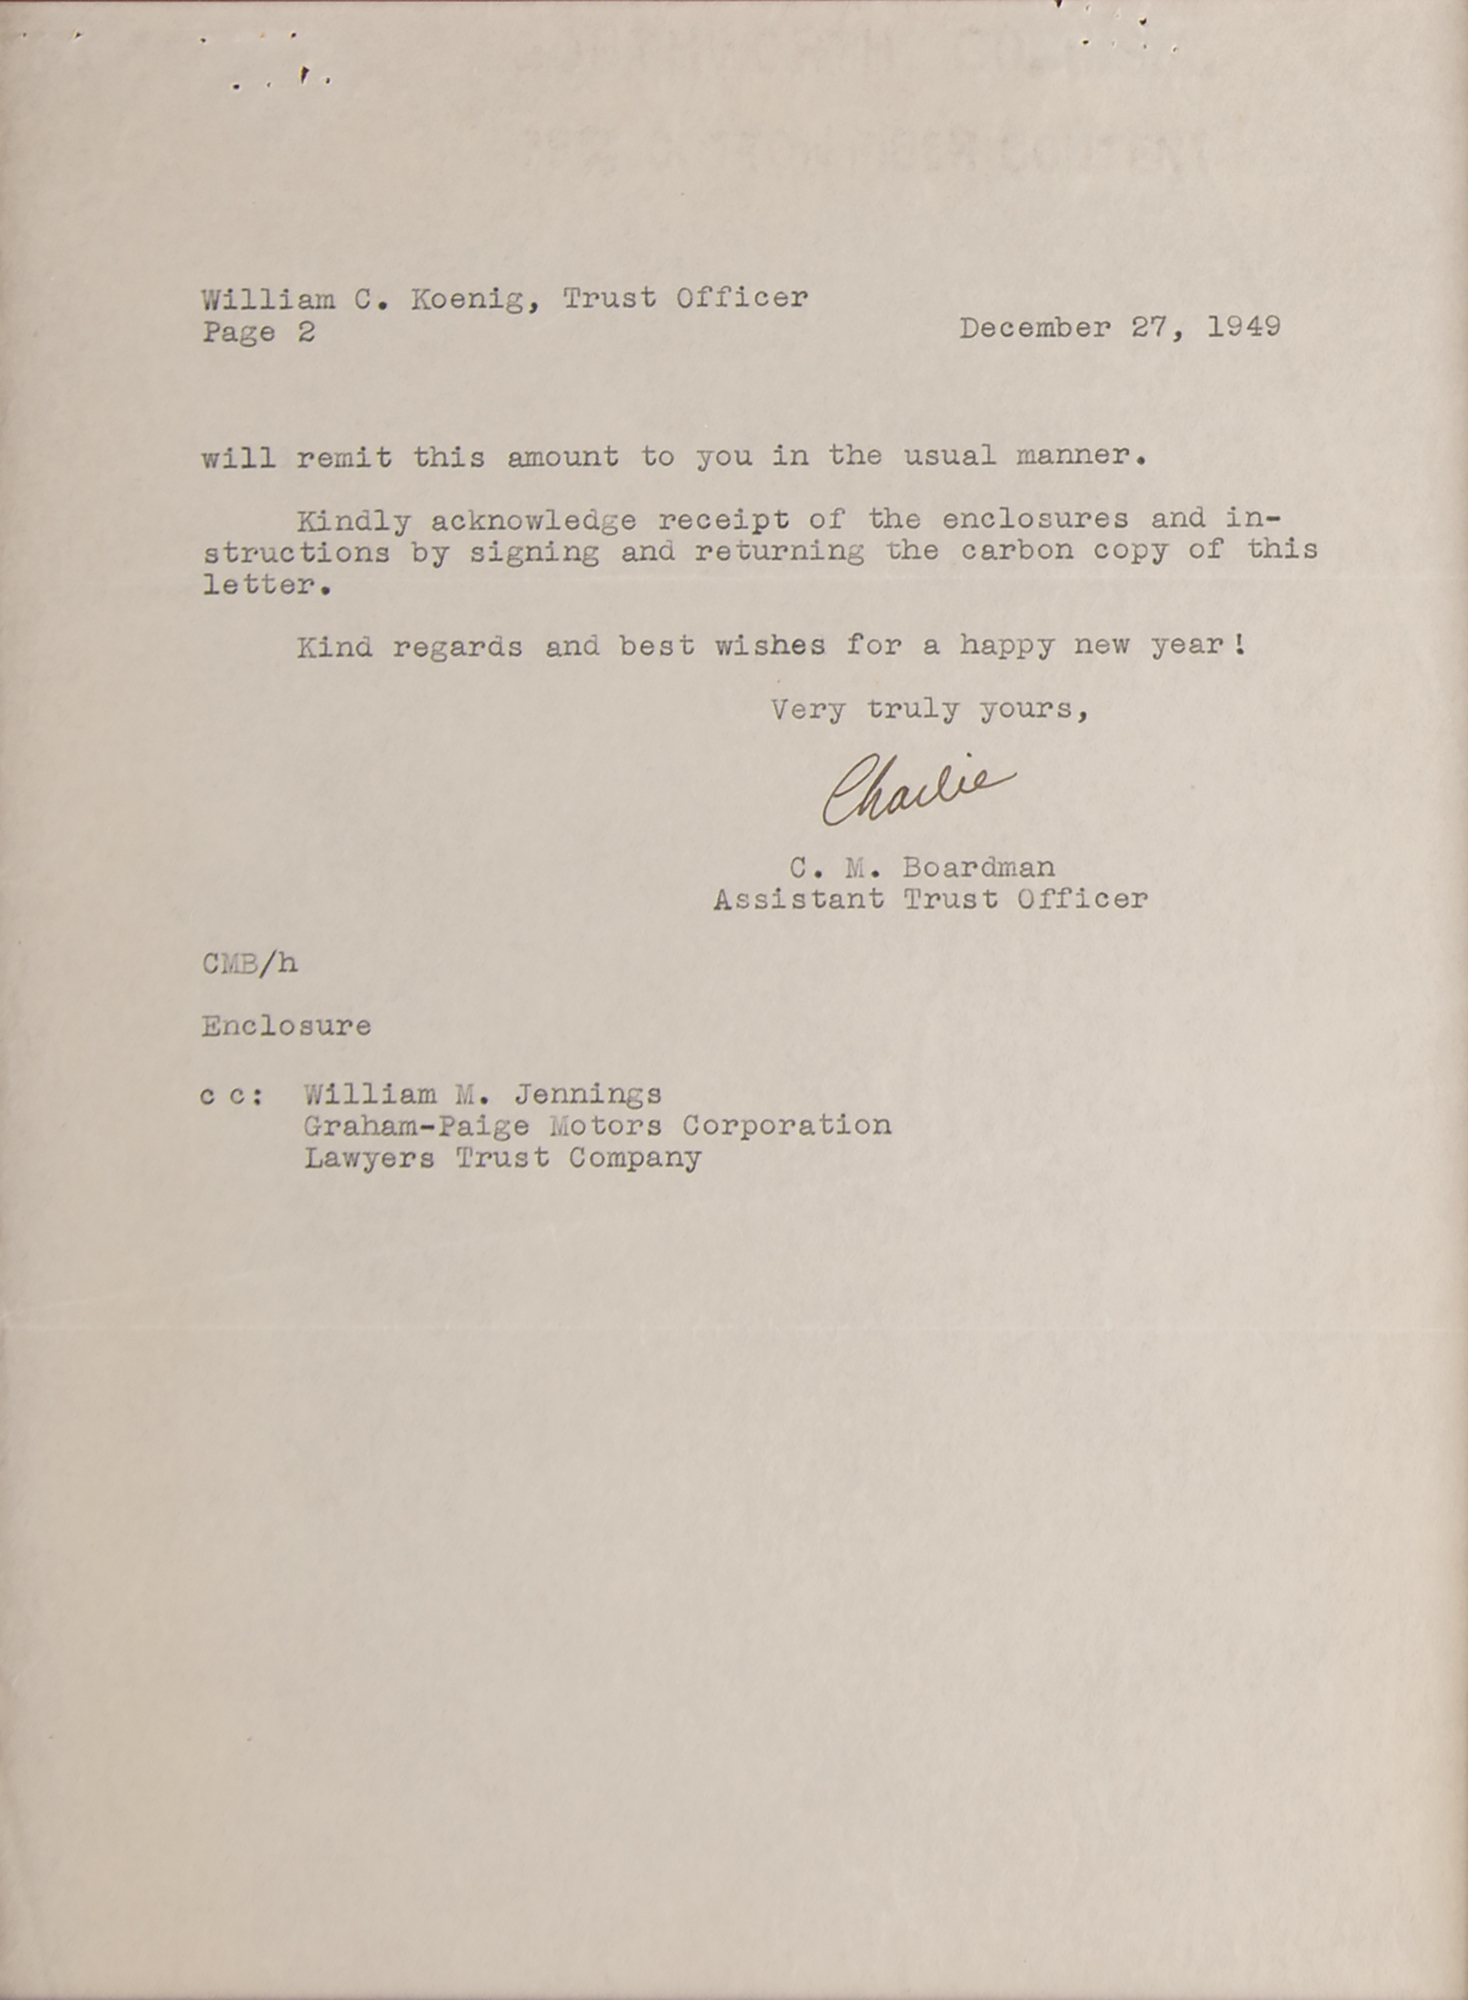 William C. Koenig, Trust Officer
Page 2
December 27, 1949
will remit this amount to you in the usual manner.
Kindly acknowledge receipt of the enclosures and in-
structions by signing and returning the carbon copy of this
letter.
Kind regards and best wishes for a happy new year!
Very truly yours,
Charlie
C. M. Boardman
Assistant Trust Officer
CMB/h
Enclosure
c c: William M. Jennings
Graham-Paige Motors Corporation
Lawyers Trust Company